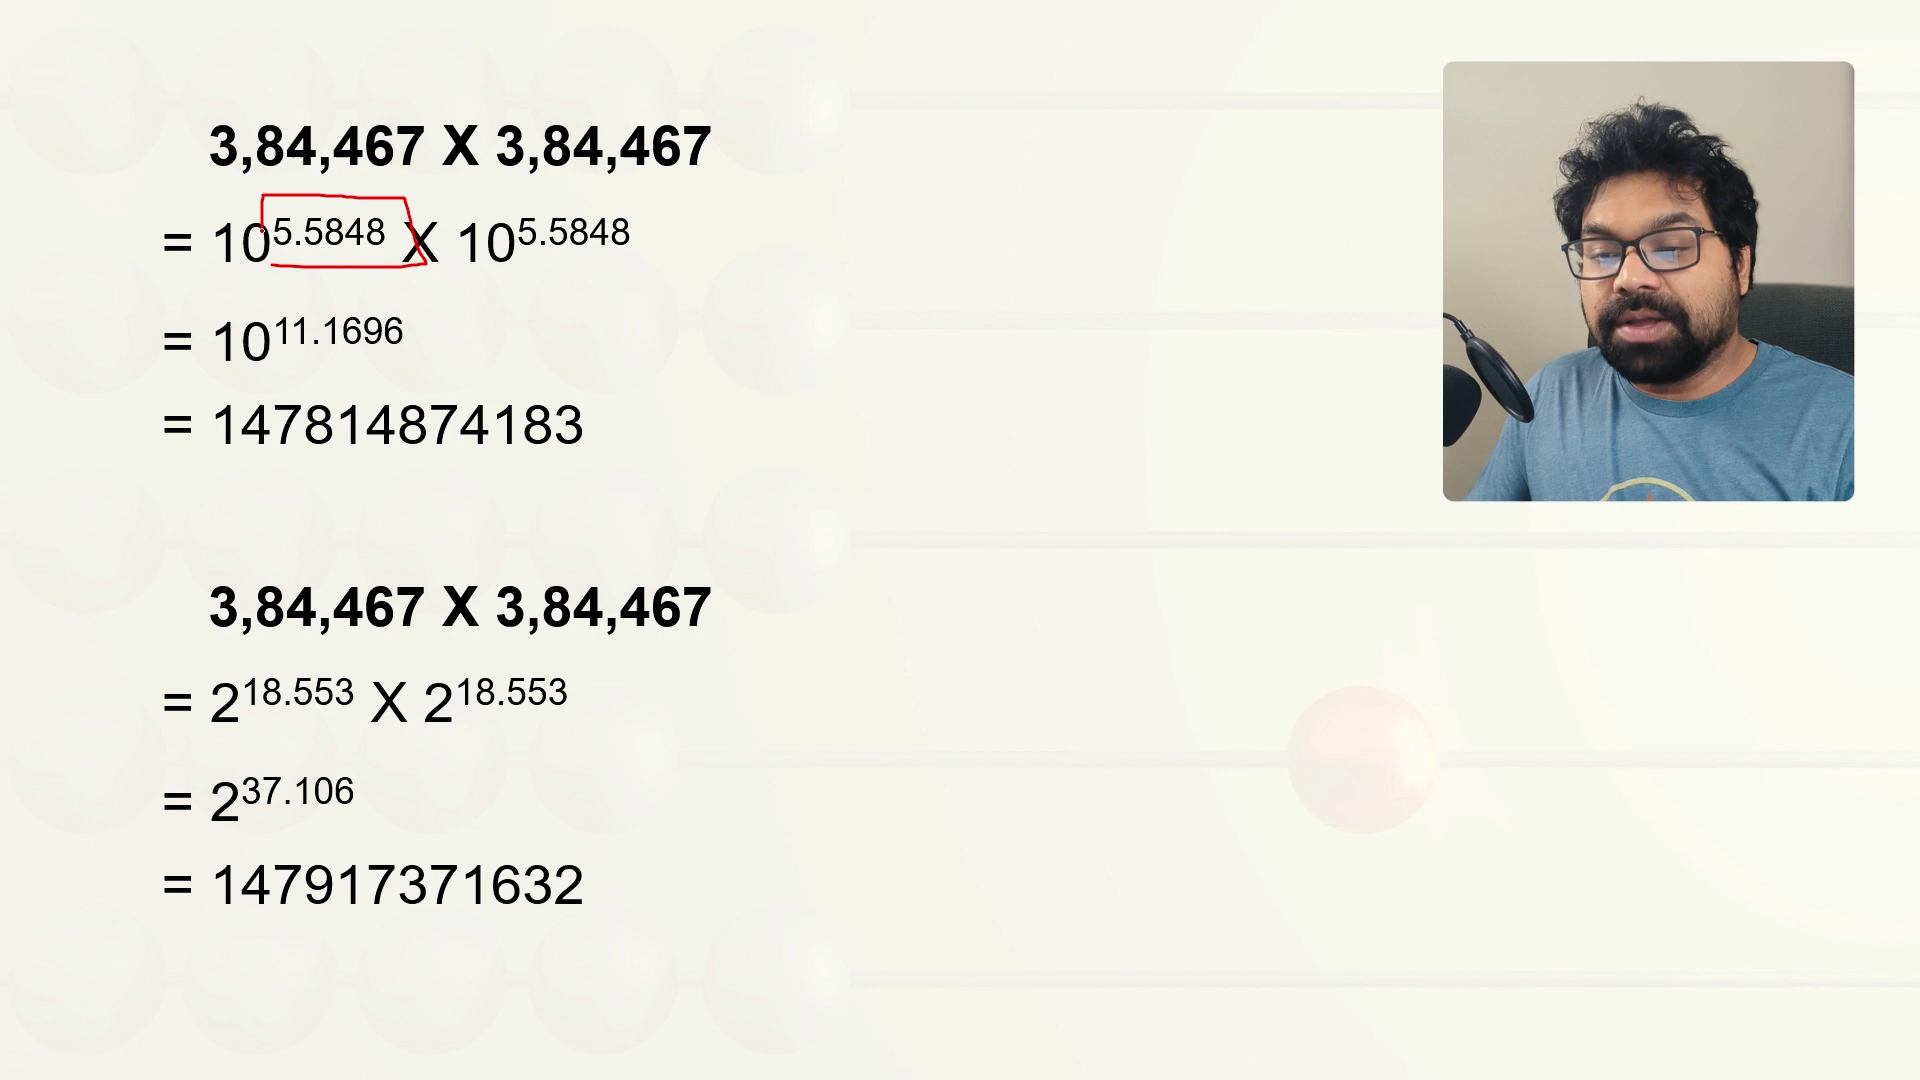 3,84,467 X 3,84,467
= 10^5.5848 X 10^5.5848
= 10^11.1696
= 147814874183
3,84,467 X 3,84,467
= 2^18.553 X 2^18.553
= 2^37.106
= 147917371632